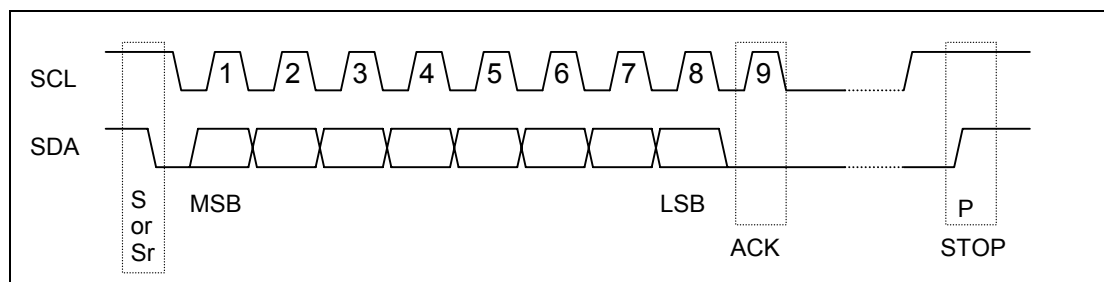 SCL
1 2 3 4 5 6 7 8 9
SDA
S
or
Sr
MSB
LSB
ACK
P
STOP